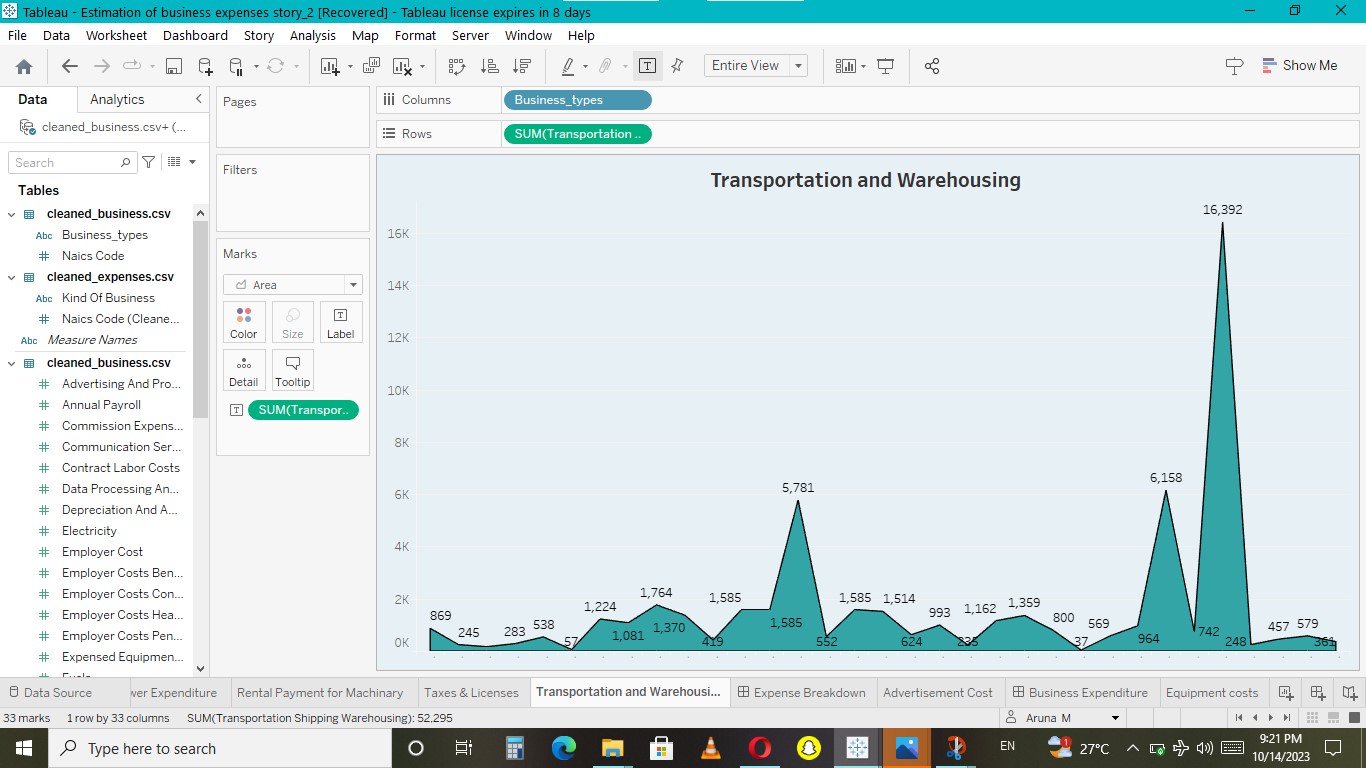 Tableau - Estimation of business expenses story_2 [Recovered] - Tableau license expires in 8 days
File Data Worksheet Dashboard Story Analysis Map Format Server Window Help
Entire View
Show Me
Data Analytics
cleaned_business.csv+ (...
Search
Tables
cleaned_business.csv
Abc Business_types
# Naics Code
cleaned_expenses.csv
Abc Kind Of Business
# Naics Code (Cleane...
Abc Measure Names
cleaned_business.csv
# Advertising And Pro...
# Annual Payroll
# Commission Expens...
# Communication Ser...
# Contract Labor Costs
# Data Processing An...
# Depreciation And A...
# Electricity
# Employer Cost
# Employer Costs Ben...
# Employer Costs Con...
# Employer Costs Hea...
# Employer Costs Pen...
# Expensed Equipmen...
Pages
Filters
Marks
Area
Color Size Label
Detail Tooltip
SUM(Transpor..
Columns Business_types
Rows SUM(Transportation ..
Transportation and Warehousing
16K
14K
12K
10K
8K
6K
4K
2K
0K
869
245
283
538
57
1,224
1,081
1,764
1,370
419
1,585
1,585
5,781
552
1,585
1,514
624
993
235
1,162
1,359
800
37
569
964
6,158
742
16,392
248
457
579
361
Data Source
wer Expenditure
Rental Payment for Machinary
Taxes & Licenses
Transportation and Warehousi...
Expense Breakdown
Advertisement Cost
Business Expenditure
Equipment costs
33 marks 1 row by 33 columns SUM(Transportation Shipping Warehousing): 52,295
Aruna M
Type here to search
EN
1
27°C
9:21 PM
10/14/2023